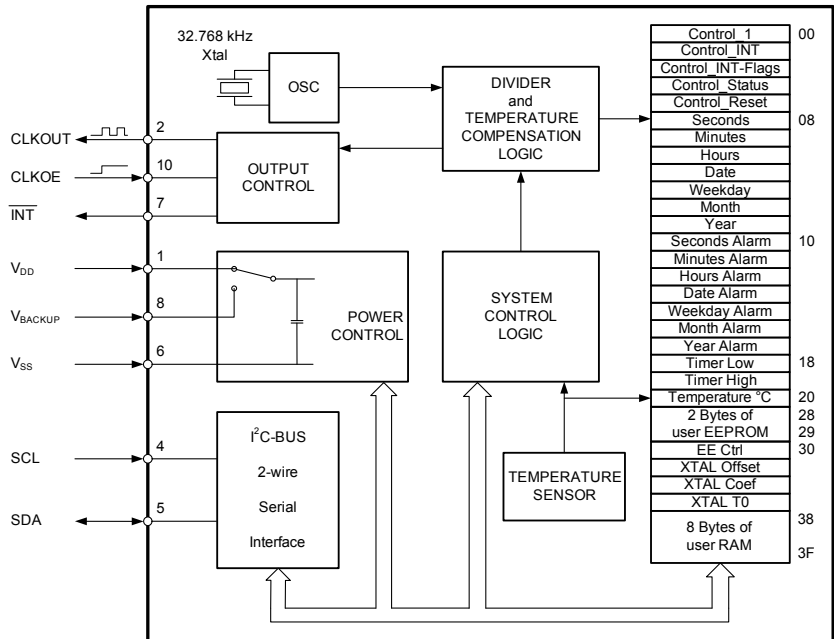 32.768 kHz
Xtal
OSC
DIVIDER
and
TEMPERATURE
COMPENSATION
LOGIC
CLKOUT
2
CLKOE
10
INT
7
OUTPUT
CONTROL
VDD
1
VBACKUP
8
VSS
6
POWER
CONTROL
SYSTEM
CONTROL
LOGIC
SCL
4
SDA
5
I²C-BUS
2-wire
Serial
Interface
TEMPERATURE
SENSOR
Control_1 00
Control_INT
Control_INT-Flags
Control_Status
Control_Reset
Seconds 08
Minutes
Hours
Date
Weekday
Month
Year
Seconds Alarm 10
Minutes Alarm
Hours Alarm
Date Alarm
Weekday Alarm
Month Alarm
Year Alarm
Timer Low 18
Timer High
Temperature °C 20
2 Bytes of 28
user EEPROM 29
EE Ctrl 30
XTAL Offset
XTAL Coef
XTAL T0
38
8 Bytes of
user RAM
3F